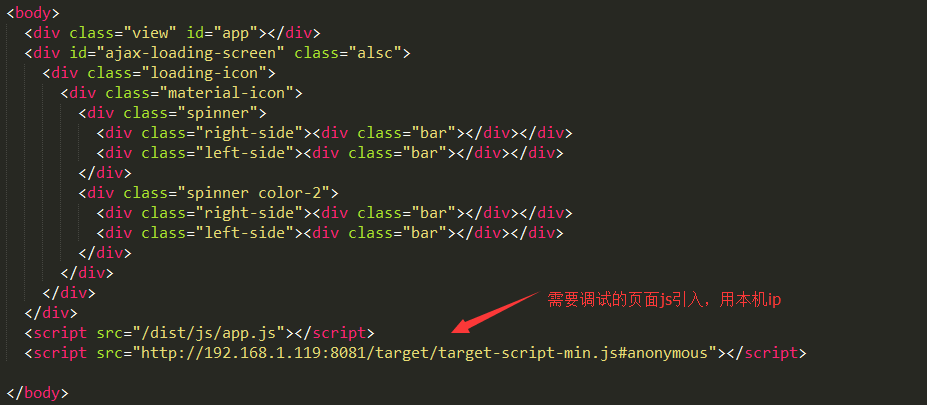 <body>
<div class="view" id="app"></div>
<div id="ajax-loading-screen" class="alsc">
<div class="loading-icon">
<div class="material-icon">
<div class="spinner">
<div class="right-side"><div class="bar"></div></div>
<div class="left-side"><div class="bar"></div></div>
</div>
<div class="spinner color-2">
<div class="right-side"><div class="bar"></div></div>
<div class="left-side"><div class="bar"></div></div>
</div>
</div>
</div>
需要调试的页面js引入，用本机ip
</div>
<script src="/dist/js/app.js"></script>
<script src="http://192.168.1.119:8081/target/target-script-min.js#anonymous"></script>
</body>